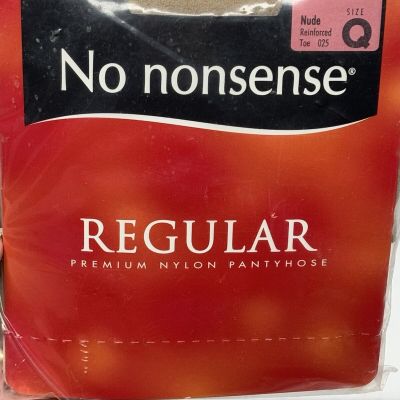 Nude
Reinforced
Toe 025
SIZE
Q
No nonsense®
REGULAR
PREMIUM NYLON PANTYHOSE